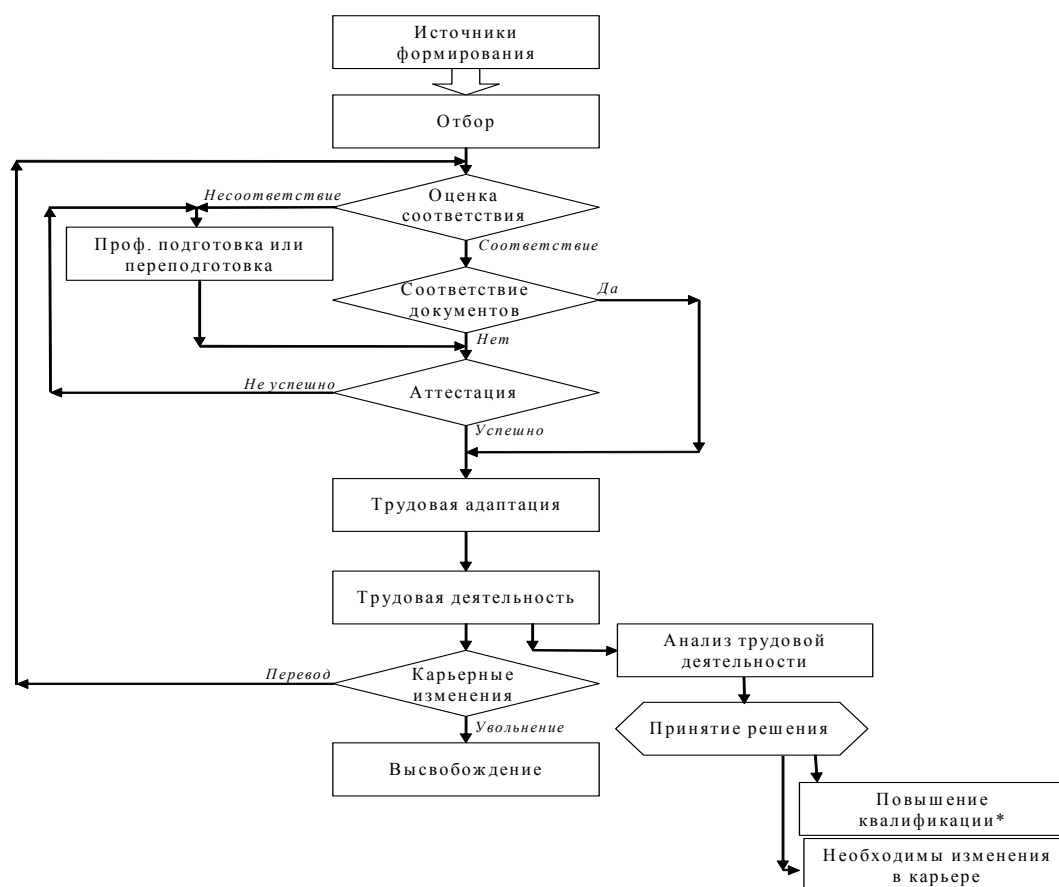 Источники
формирования
Отбор
Оценка
соответствия
Несоответствие
Соответствие
Проф. подготовка или
переподготовка
Соответствие
документов
Да
Нет
Аттестация
Не успешно
Успешно
Трудовая адаптация
Трудовая деятельность
Анализ трудовой
деятельности
Карьерные
изменения
Перевод
Увольнение
Принятие решения
Высвобождение
Повышение
квалификации*
Необходимы изменения
в карьере